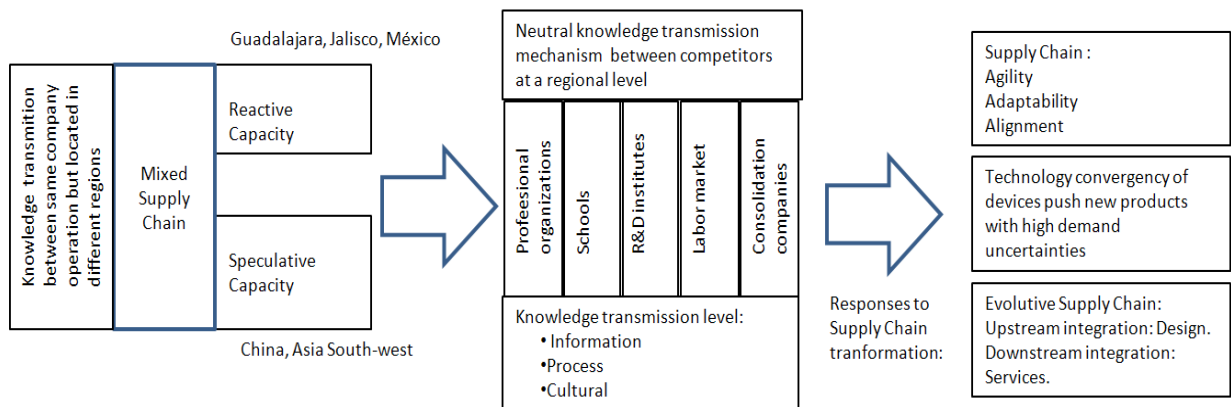 Guadalajara, Jalisco, México
Knowledge transmition
between same company
operation but located in
different regions
Mixed
Supply
Chain
Reactive
Capacity
Speculative
Capacity
China, Asia South-west
Neutral knowledge transmission
mechanism between competitors
at a regional level
Profeesional
organizations
Schools
R&D institutes
Labor market
Consolidation
companies
Knowledge transmission level:
• Information
•Process
•Cultural
Responses to
Supply Chain
tranformation:
Supply Chain :
Agility
Adaptability
Alignment
Technology convergency of
devices push new products
with high demand
uncertainties
Evolutive Supply Chain:
Upstream integration: Design.
Downstream integration:
Services.